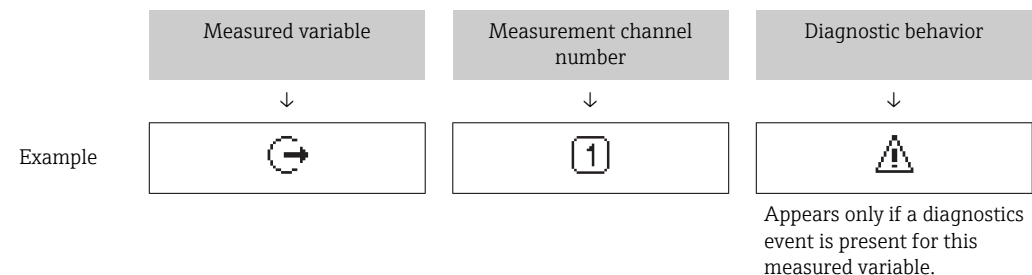 Measured variable
Measurement channel
number
Diagnostic behavior
↓ ↓ ↓
Example
1
Appears only if a diagnostics
event is present for this
measured variable.